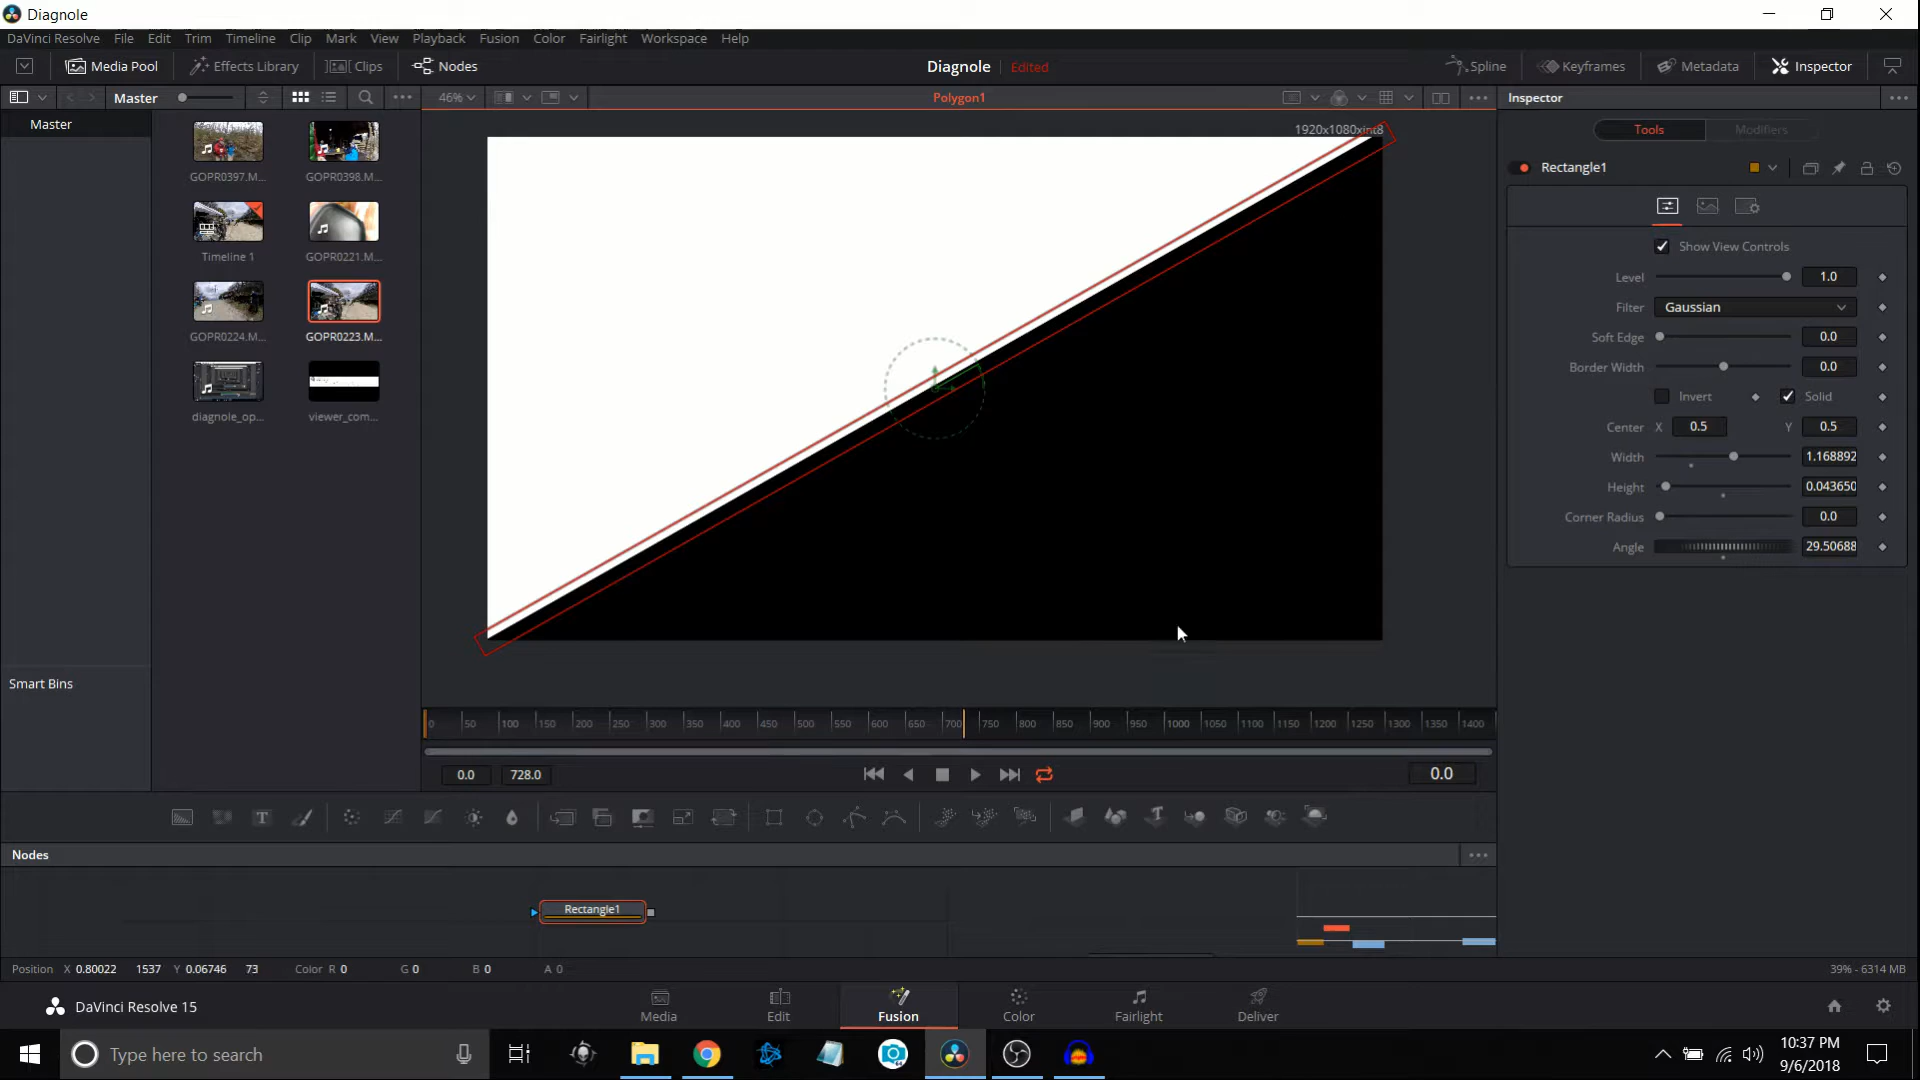 Diagnole
DaVinci Resolve File Edit Trim Timeline Clip Mark View Playback Fusion Color Fairlight Workspace Help
Media Pool Effects Library Clips Nodes Diagnole Edited Spline Keyframes Metadata Inspector
Master 46% Polygon1 Inspector
Master
1920x1080xint8
Tools Modifiers
GOPR0397.M... GOPR0398.M...
Rectangle1
Timeline 1 GOPR0221.M...
Show View Controls
Level 1.0
Filter Gaussian
GOPR0224.M... GOPR0223.M...
Soft Edge 0.0
Border Width 0.0
Invert Solid
diagnole_op... viewer_com...
Center X 0.5 Y 0.5
Width 1.168892
Height 0.043650
Corner Radius 0.0
Angle 29.50688
Smart Bins
0 50 100 150 200 250 300 350 400 450 500 550 600 650 700 750 800 850 900 950 1000 1050 1100 1150 1200 1250 1300 1350 1400
0.0 728.0 0.0
Nodes
Rectangle1
Position X 0.80022 1537 Y 0.06746 73 Color R 0 G 0 B 0 A 0 39% - 6314 MB
DaVinci Resolve 15
Media Edit Fusion Color Fairlight Deliver
Type here to search
10:37 PM
9/6/2018